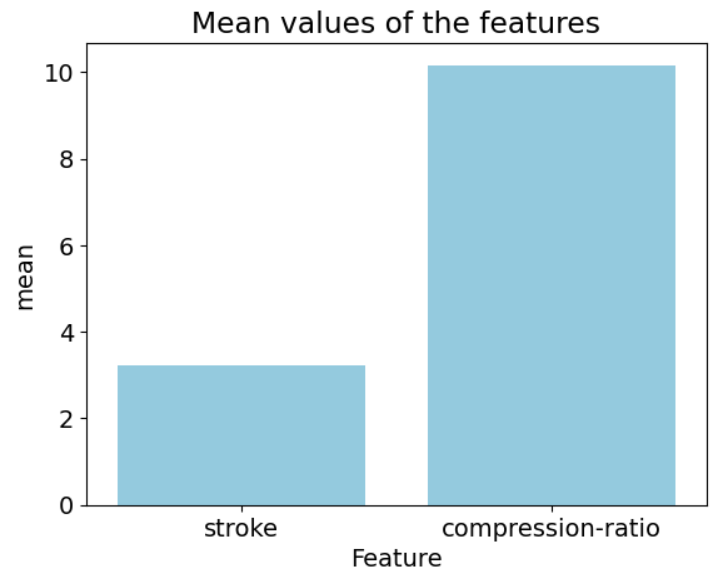 Mean values of the features
10
8
6
4
2
0
mean
stroke compression-ratio
Feature